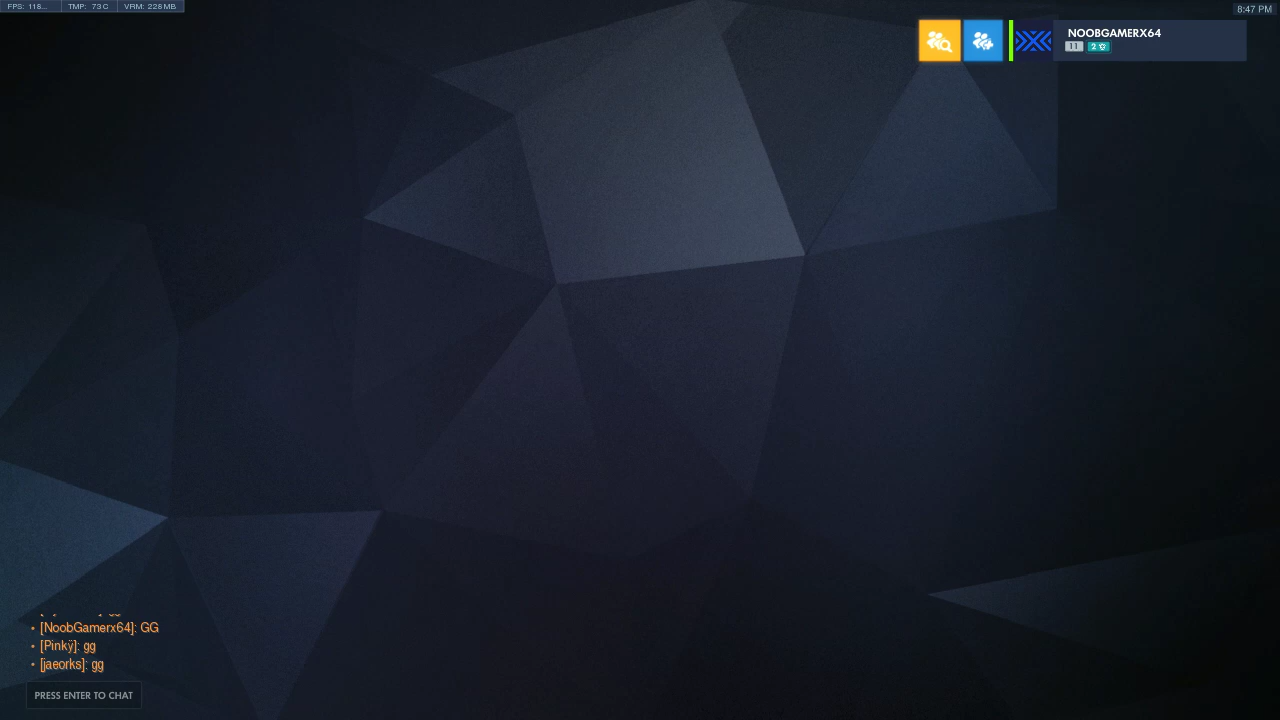 FPS: 118... TMP: 73 C VRM: 228 MB
8:47 PM
NOOBGAMERX64
11 2
[NoobGamerx64]: GG
[Pinkÿ]: gg
[jaeorks]: gg
PRESS ENTER TO CHAT